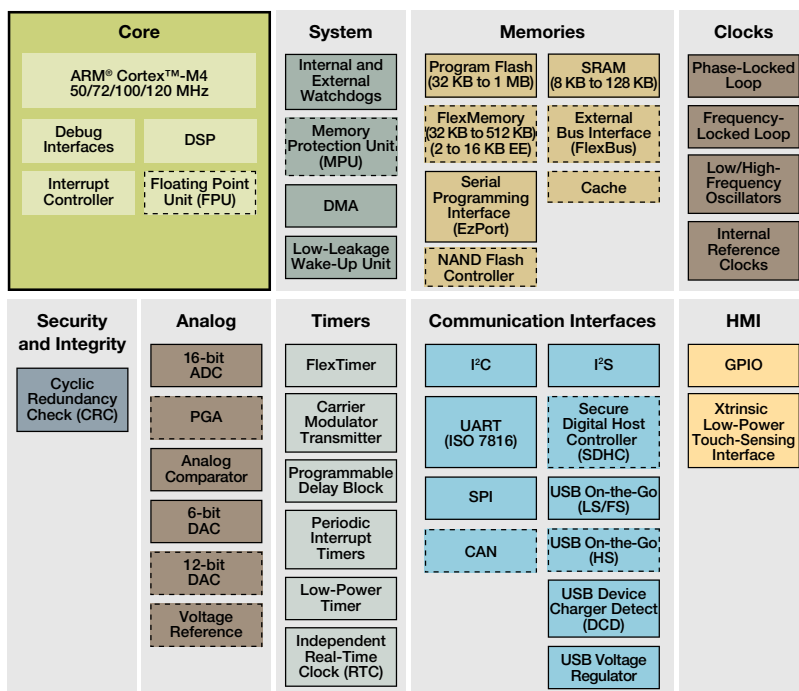 Core
ARM® Cortex™-M4
50/72/100/120 MHz
Debug
Interfaces
DSP
Interrupt
Controller
Floating Point
Unit (FPU)
System
Internal and
External
Watchdogs
Memory
Protection Unit
(MPU)
DMA
Low-Leakage
Wake-Up Unit
Memories
Program Flash
(32 KB to 1 MB)
SRAM
(8 KB to 128 KB)
FlexMemory
(32 KB to 512 KB)
(2 to 16 KB EE)
External
Bus Interface
(FlexBus)
Serial
Programming
Interface
(EzPort)
Cache
NAND Flash
Controller
Clocks
Phase-Locked
Loop
Frequency-
Locked Loop
Low/High-
Frequency
Oscillators
Internal
Reference
Clocks
Security
and Integrity
Cyclic
Redundancy
Check (CRC)
Analog
16-bit
ADC
PGA
Analog
Comparator
6-bit
DAC
12-bit
DAC
Voltage
Reference
Timers
FlexTimer
Carrier
Modulator
Transmitter
Programmable
Delay Block
Periodic
Interrupt
Timers
Low-Power
Timer
Independent
Real-Time
Clock (RTC)
Communication Interfaces
I²C
I²S
UART
(ISO 7816)
Secure
Digital Host
Controller
(SDHC)
SPI
USB On-the-Go
(LS/FS)
CAN
USB On-the-Go
(HS)
USB Device
Charger Detect
(DCD)
USB Voltage
Regulator
HMI
GPIO
Xtrinsic
Low-Power
Touch-Sensing
Interface